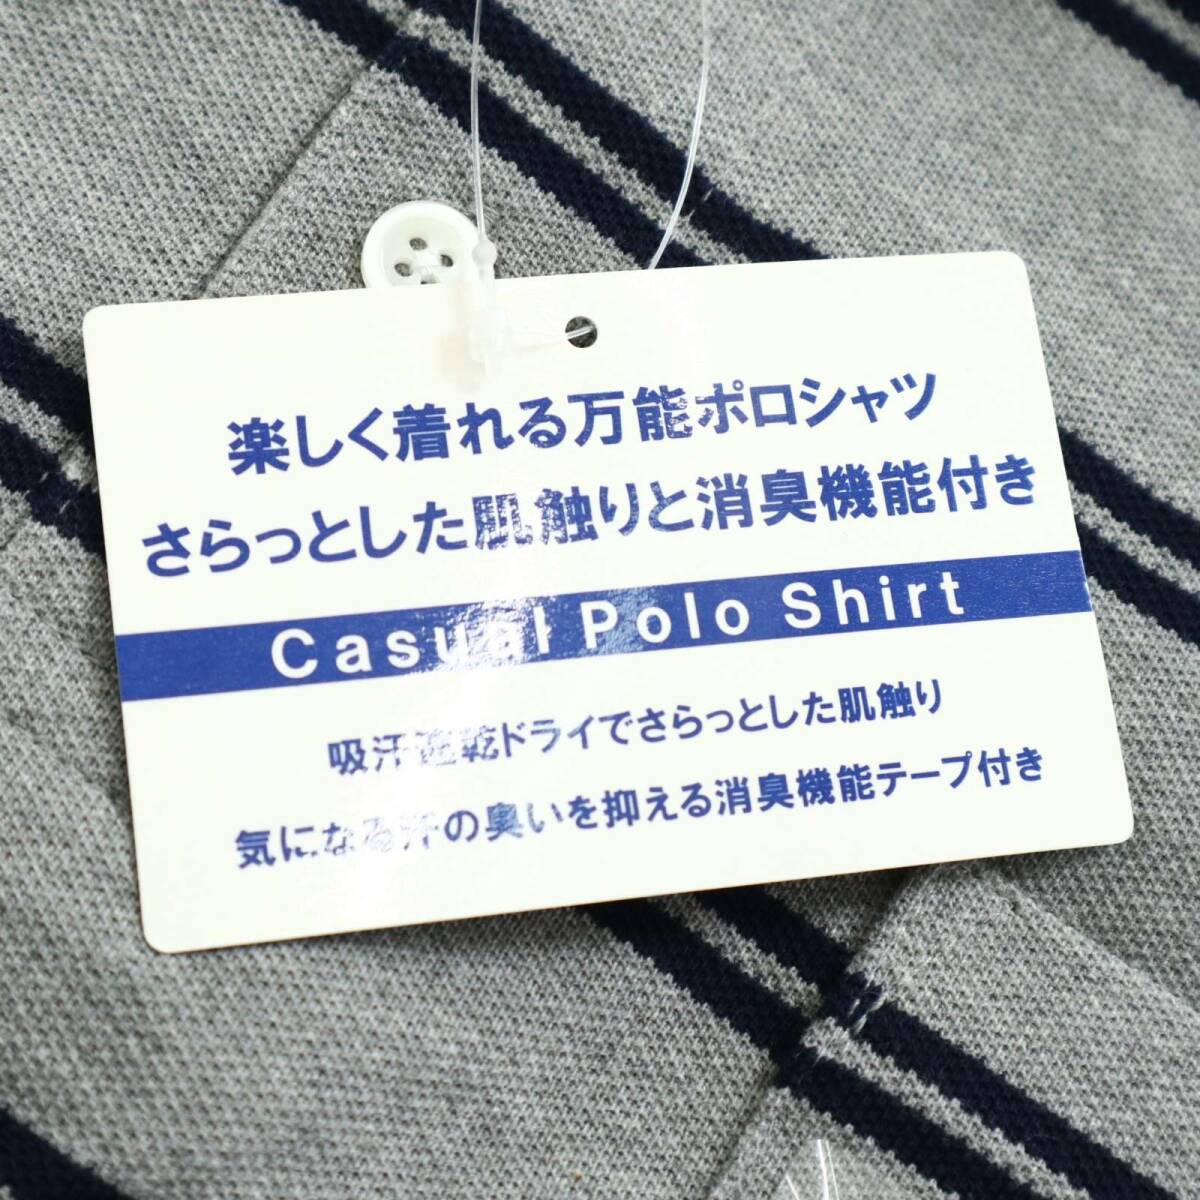 楽しく着れる万能ポロシャツ
さらっとした肌触りと消臭機能付き
Casual Polo Shirt
吸汗速乾ドライでさらっとした肌触り
気になる汗の臭いを抑える消臭機能テープ付き